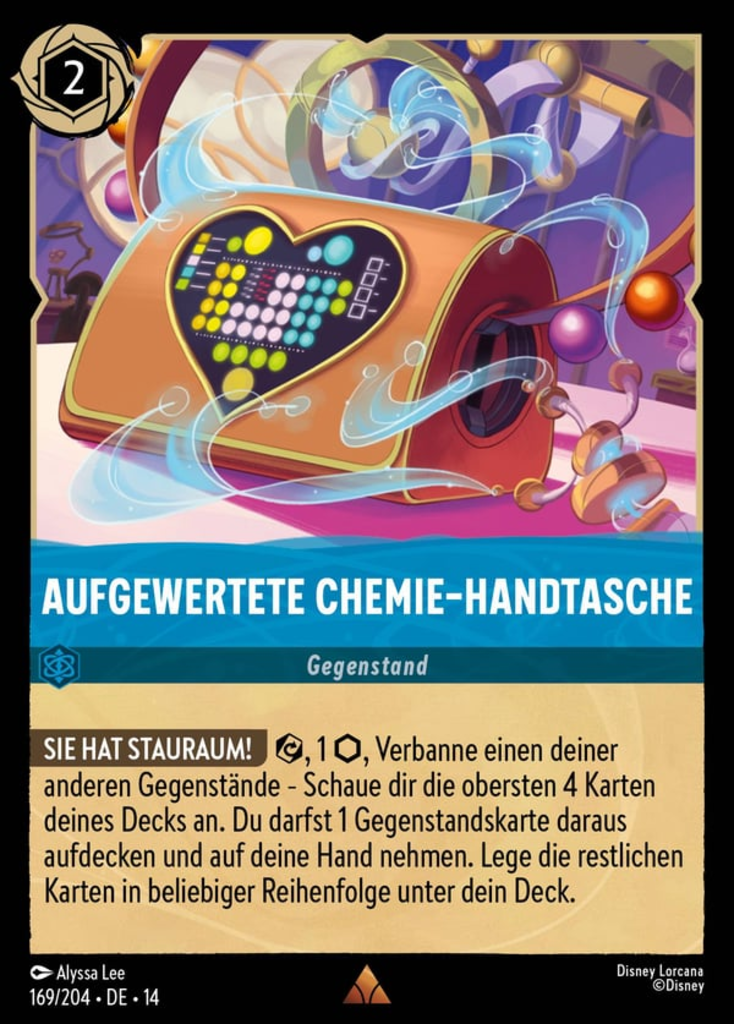 2
AUFGEWERTETE CHEMIE-HANDTASCHE
Gegenstand
SIE HAT STAURAUM! , 1 , Verbanne einen deiner
anderen Gegenstände - Schaue dir die obersten 4 Karten
deines Decks an. Du darfst 1 Gegenstandskarte daraus
aufdecken und auf deine Hand nehmen. Lege die restlichen
Karten in beliebiger Reihenfolge unter dein Deck.
Alyssa Lee
169/204 • DE • 14
Disney Lorcana
©Disney